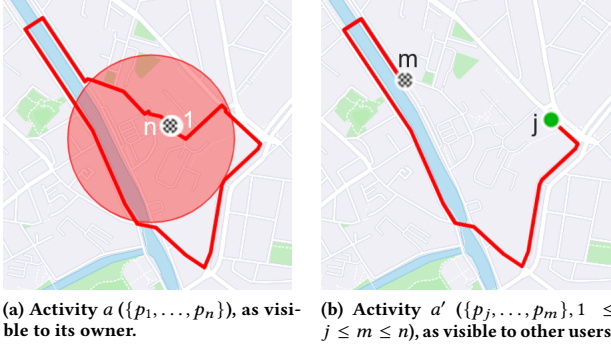 n
1
m
j
(a) Activity a ({p₁, . . . , pₙ}), as visi-
ble to its owner.
(b) Activity a′ ({pⱼ, . . . , pₘ}, 1 ≤
j ≤ m ≤ n), as visible to other users